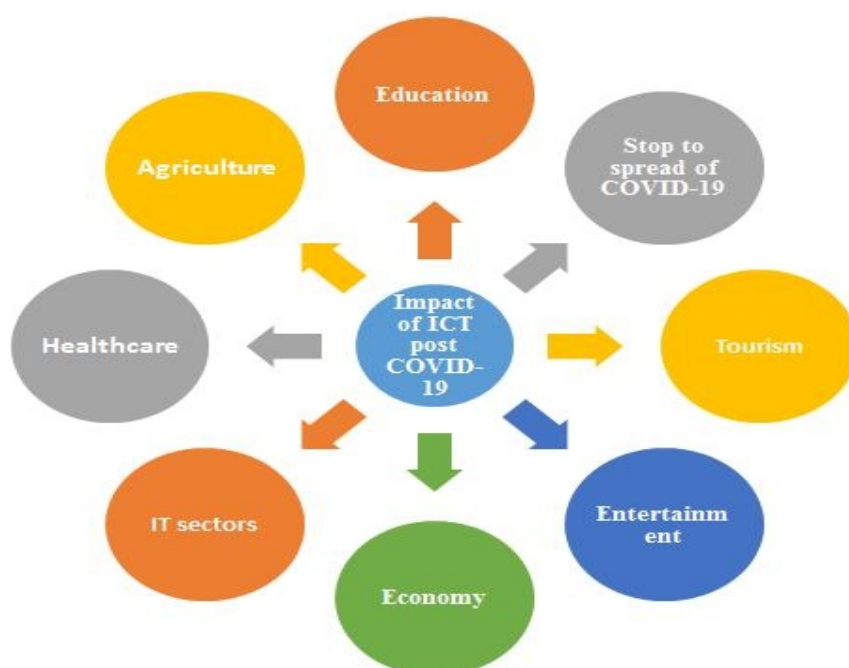 Education
Stop to
spread of
COVID-19
Tourism
Entertainm
ent
Economy
IT sectors
Healthcare
Agriculture
Impact
of ICT
post
COVID-
19